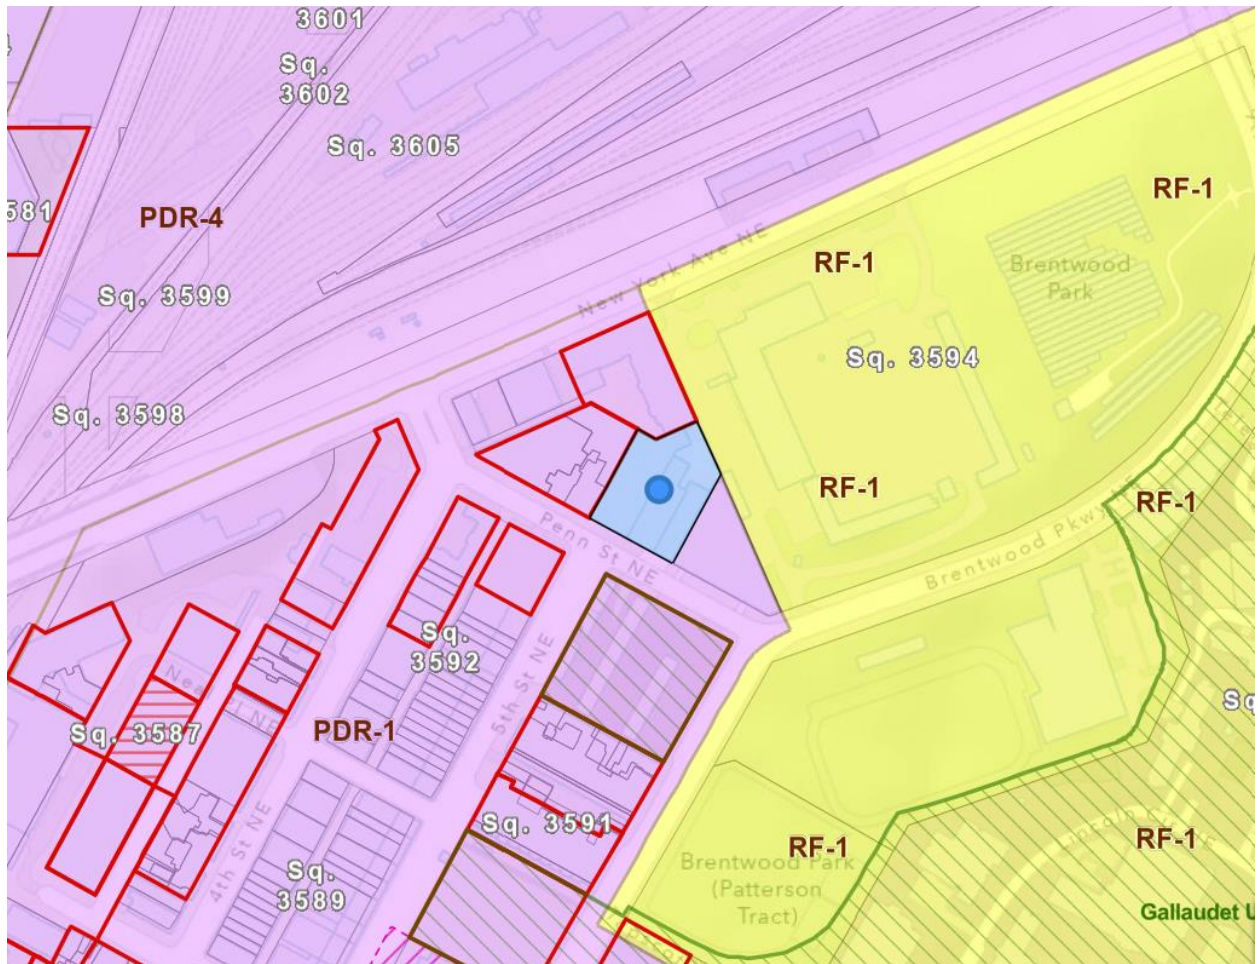 3601
Sq.
3602
Sq. 3605
RF-1
581
PDR-4
New York Ave NE
RF-1
Brentwood
Park
Sq. 3599
Sq. 3594
Sq. 3598
RF-1
RF-1
Penn St NE
Brentwood Pkwy
Sq.
3592
5th St NE
Sq. 3587
PDR-1
4th St NE
Sq. 3591
RF-1
RF-1
Brentwood Park
(Patterson
Tract)
Sq.
3589
Gallaudet U